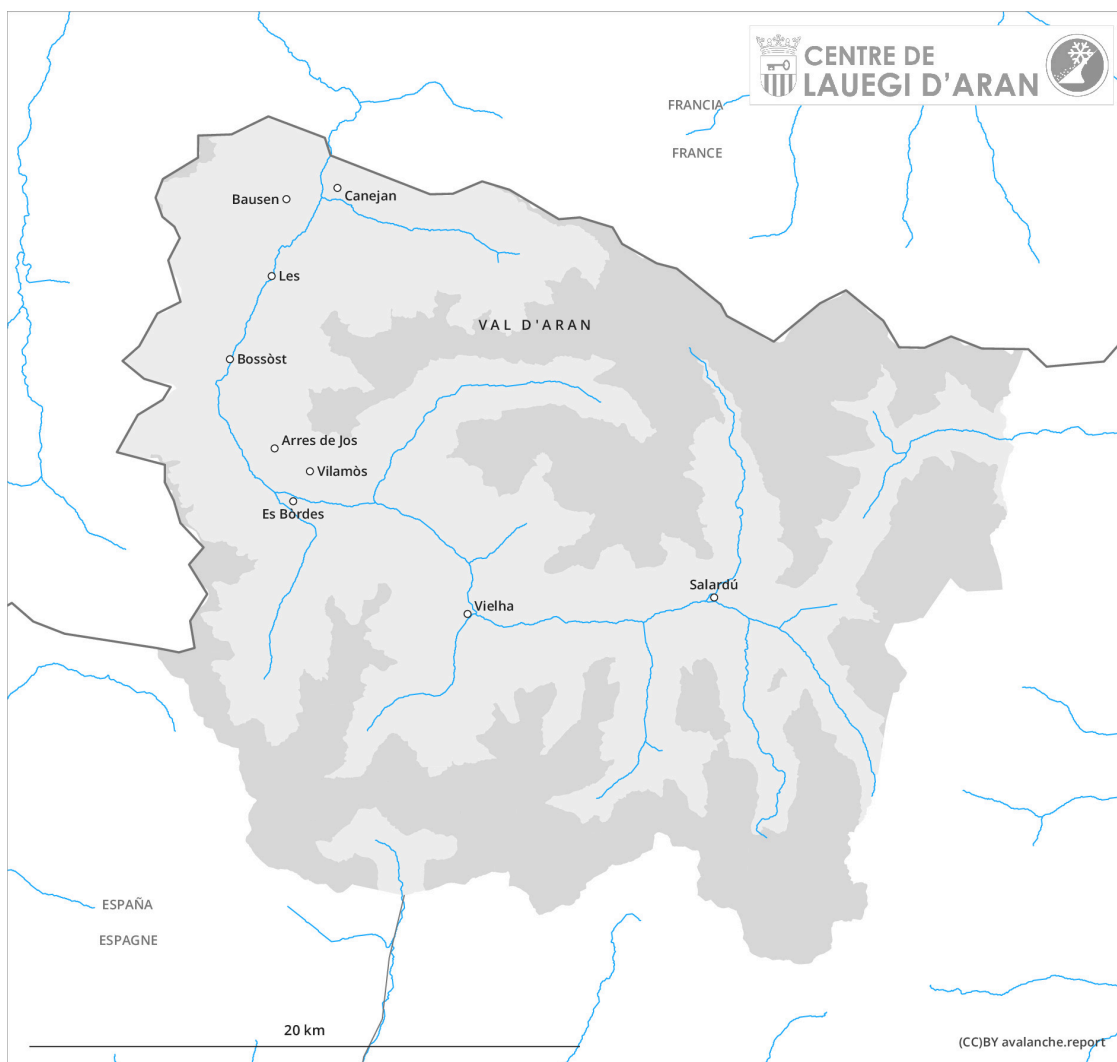 CENTRE DE
LAUEGI D'ARAN
FRANCIA
FRANCE
Bausen
Canejan
Les
VAL D'ARAN
Bossòst
Arres de Jos
Vilamòs
Es Bòrdes
Salardú
Vielha
ESPAÑA
ESPAGNE
20 km
(CC)BY avalanche.report